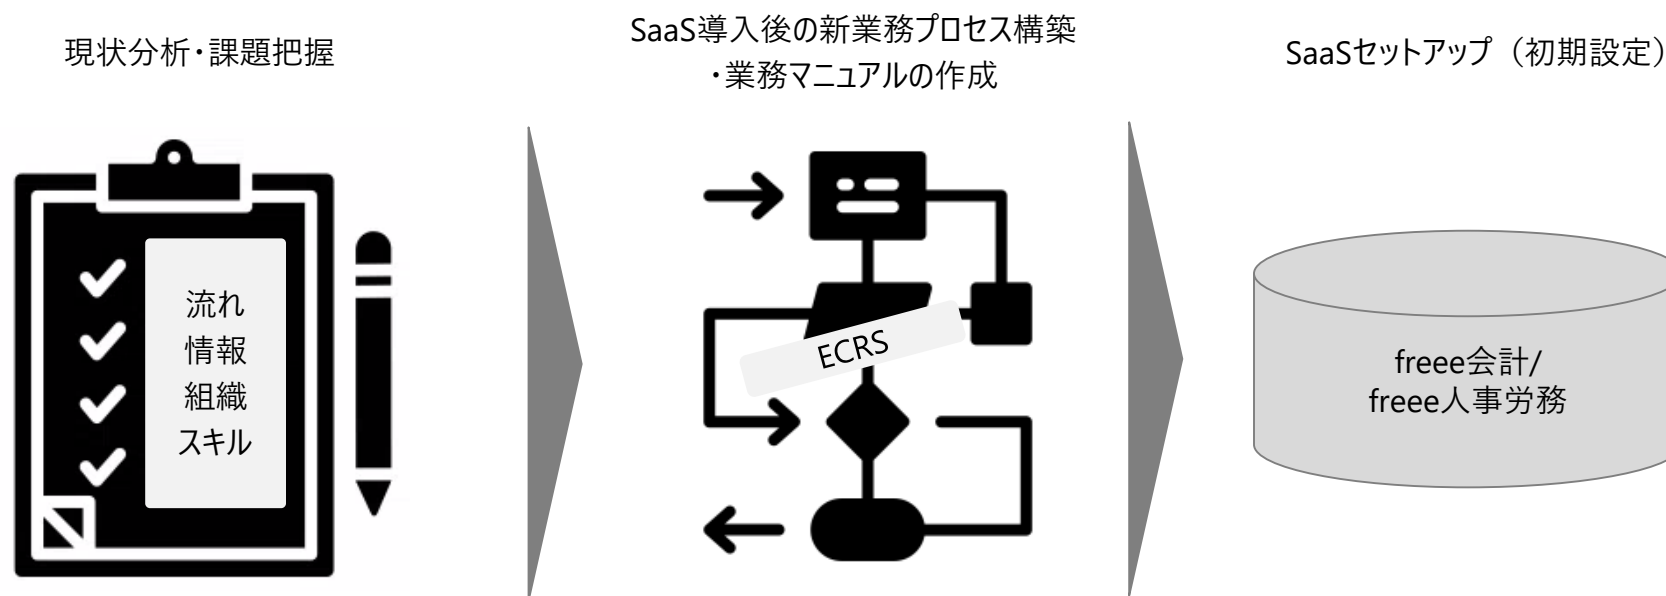 現状分析・課題把握
流れ
情報
組織
スキル
SaaS導入後の新業務プロセス構築
・業務マニュアルの作成
ECRS
SaaSセットアップ（初期設定）
freee会計/
freee人事労務